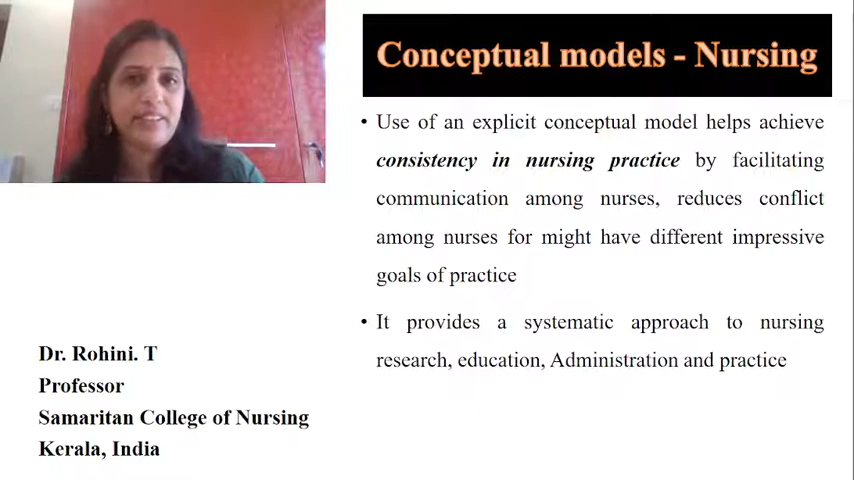 Conceptual models - Nursing
• Use of an explicit conceptual model helps achieve
consistency in nursing practice by facilitating
communication among nurses, reduces conflict
among nurses for might have different impressive
goals of practice
• It provides a systematic approach to nursing
research, education, Administration and practice
Dr. Rohini. T
Professor
Samaritan College of Nursing
Kerala, India